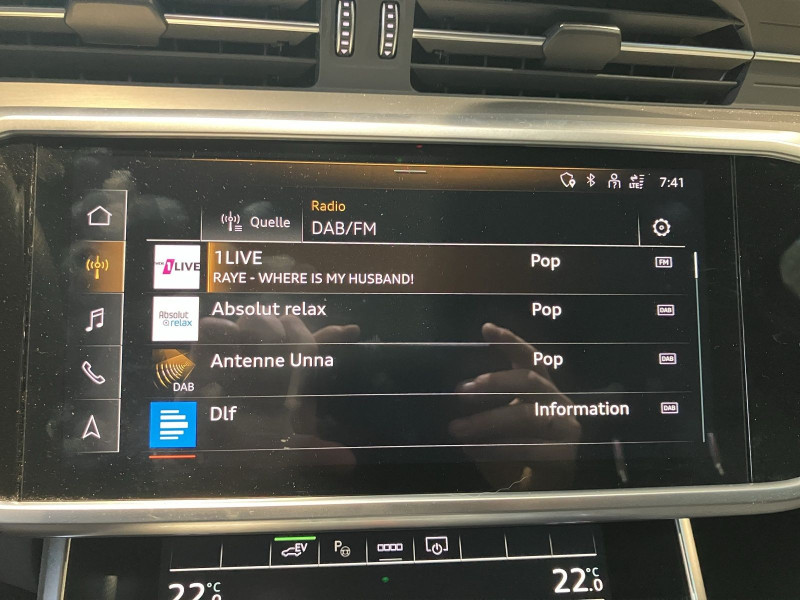 7:41
Radio
Quelle
DAB/FM
1LIVE
1LIVE
Pop
FM
RAYE - WHERE IS MY HUSBAND!
Absolut relax
Absolut relax
Pop
DAB
DAB
Antenne Unna
Pop
DAB
Dlf
Information
DAB
EV
P
22°C
22.0°C